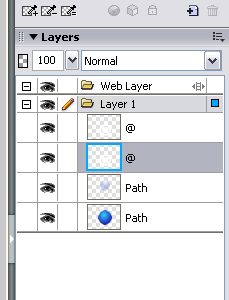 Layers
100 Normal
Web Layer
Layer 1
@
@
Path
Path